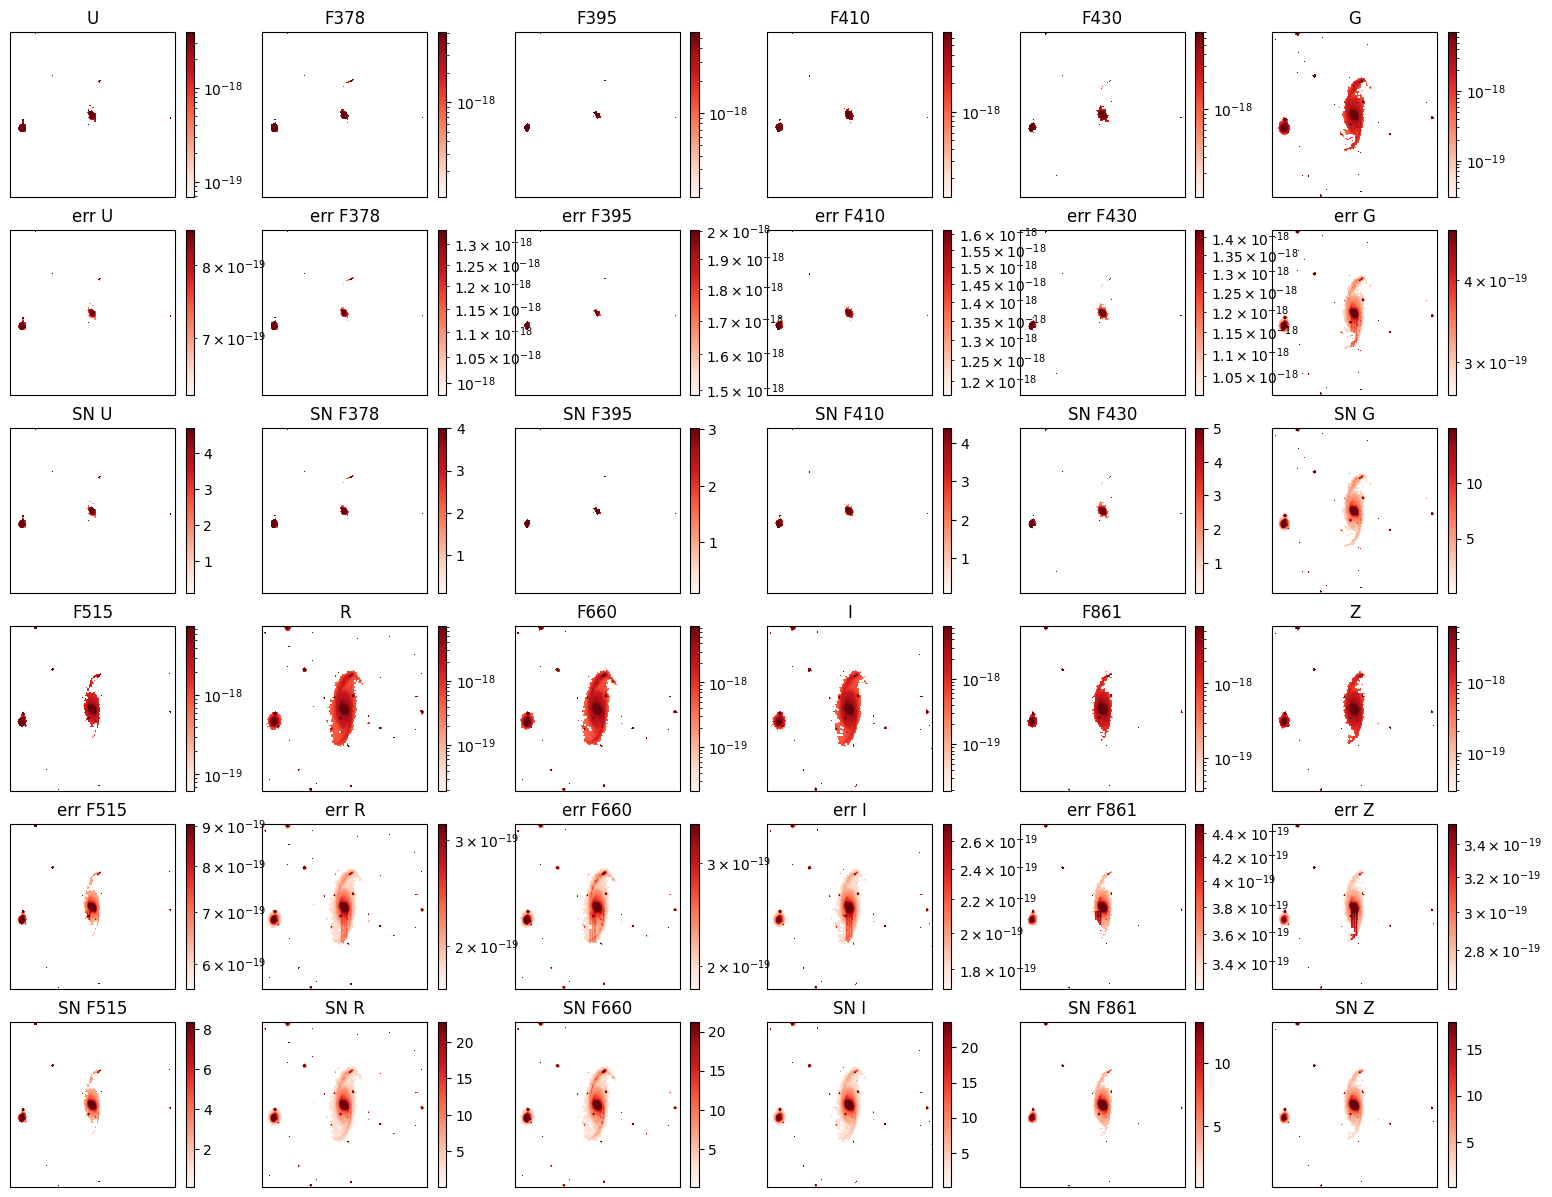 U F378 F395 F410 F430 G
10⁻¹⁸ 10⁻¹⁸ 10⁻¹⁸ 10⁻¹⁸ 10⁻¹⁸ 10⁻¹⁸
10⁻¹⁹ 10⁻¹⁹
err U err F378 err F395 err F410 err F430 err G
8 × 10⁻¹⁹ 7 × 10⁻¹⁹
1.3 × 10⁻¹⁸ 1.25 × 10⁻¹⁸ 1.2 × 10⁻¹⁸ 1.15 × 10⁻¹⁸ 1.1 × 10⁻¹⁸ 1.05 × 10⁻¹⁸ 10⁻¹⁸
2 × 10⁻¹⁸ 1.9 × 10⁻¹⁸ 1.8 × 10⁻¹⁸ 1.7 × 10⁻¹⁸ 1.6 × 10⁻¹⁸ 1.5 × 10⁻¹⁸
1.6 × 10⁻¹⁸ 1.55 × 10⁻¹⁸ 1.5 × 10⁻¹⁸ 1.45 × 10⁻¹⁸ 1.4 × 10⁻¹⁸ 1.35 × 10⁻¹⁸ 1.3 × 10⁻¹⁸ 1.25 × 10⁻¹⁸ 1.2 × 10⁻¹⁸
1.4 × 10⁻¹⁸ 1.35 × 10⁻¹⁸ 1.3 × 10⁻¹⁸ 1.25 × 10⁻¹⁸ 1.2 × 10⁻¹⁸ 1.15 × 10⁻¹⁸ 1.1 × 10⁻¹⁸ 1.05 × 10⁻¹⁸
4 × 10⁻¹⁹ 3 × 10⁻¹⁹
SN U SN F378 SN F395 SN F410 SN F430 SN G
4 3 2 1
4 3 2 1
3 2 1
4 3 2 1
5 4 3 2 1
10 5
F515 R F660 I F861 Z
10⁻¹⁸ 10⁻¹⁸ 10⁻¹⁸ 10⁻¹⁸ 10⁻¹⁸ 10⁻¹⁸
10⁻¹⁹ 10⁻¹⁹ 10⁻¹⁹ 10⁻¹⁹ 10⁻¹⁹ 10⁻¹⁹
err F515 err R err F660 err I err F861 err Z
9 × 10⁻¹⁹ 8 × 10⁻¹⁹ 7 × 10⁻¹⁹ 6 × 10⁻¹⁹
3 × 10⁻¹⁹ 2 × 10⁻¹⁹
3 × 10⁻¹⁹ 2 × 10⁻¹⁹
2.6 × 10⁻¹⁹ 2.4 × 10⁻¹⁹ 2.2 × 10⁻¹⁹ 2 × 10⁻¹⁹ 1.8 × 10⁻¹⁹
4.4 × 10⁻¹⁹ 4.2 × 10⁻¹⁹ 4 × 10⁻¹⁹ 3.8 × 10⁻¹⁹ 3.6 × 10⁻¹⁹ 3.4 × 10⁻¹⁹
3.4 × 10⁻¹⁹ 3.2 × 10⁻¹⁹ 3 × 10⁻¹⁹ 2.8 × 10⁻¹⁹
SN F515 SN R SN F660 SN I SN F861 SN Z
8 6 4 2
20 15 10 5
20 15 10 5
20 15 10 5
10 5
15 10 5